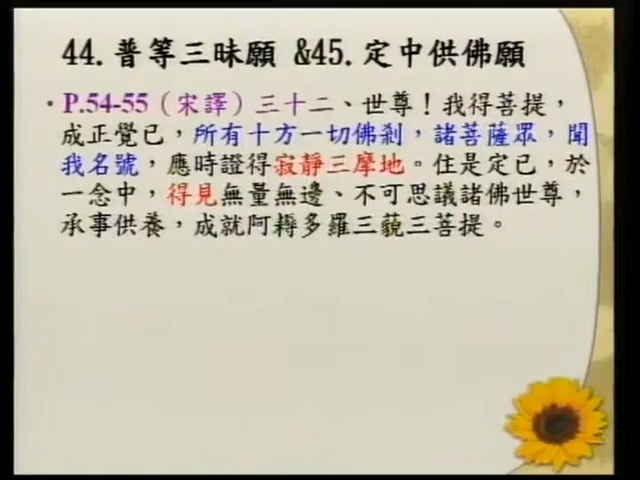 44.普等三昧願 &45.定中供佛願
·P.54-55（宋譯）三十二、世尊！我得菩提，
成正覺已，所有十方一切佛剎，諸菩薩眾，聞
我名號，應時證得寂靜三摩地。住是定已，於
一念中，得見無量無邊、不可思議諸佛世尊，
承事供養，成就阿耨多羅三藐三菩提。